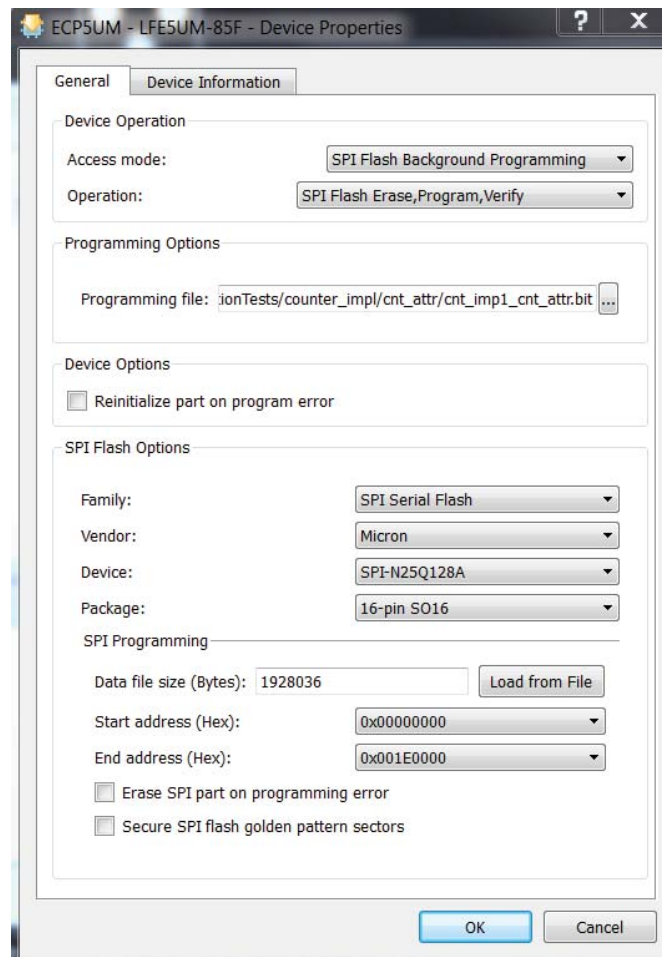 ECP5UM - LFE5UM-85F - Device Properties
? X
General Device Information
Device Operation
Access mode: SPI Flash Background Programming
Operation: SPI Flash Erase,Program,Verify
Programming Options
Programming file: :ionTests/counter_impl/cnt_attr/cnt_imp1_cnt_attr.bit ...
Device Options
Reinitialize part on program error
SPI Flash Options
Family: SPI Serial Flash
Vendor: Micron
Device: SPI-N25Q128A
Package: 16-pin SO16
SPI Programming
Data file size (Bytes): 1928036 Load from File
Start address (Hex): 0x00000000
End address (Hex): 0x001E0000
Erase SPI part on programming error
Secure SPI flash golden pattern sectors
OK Cancel